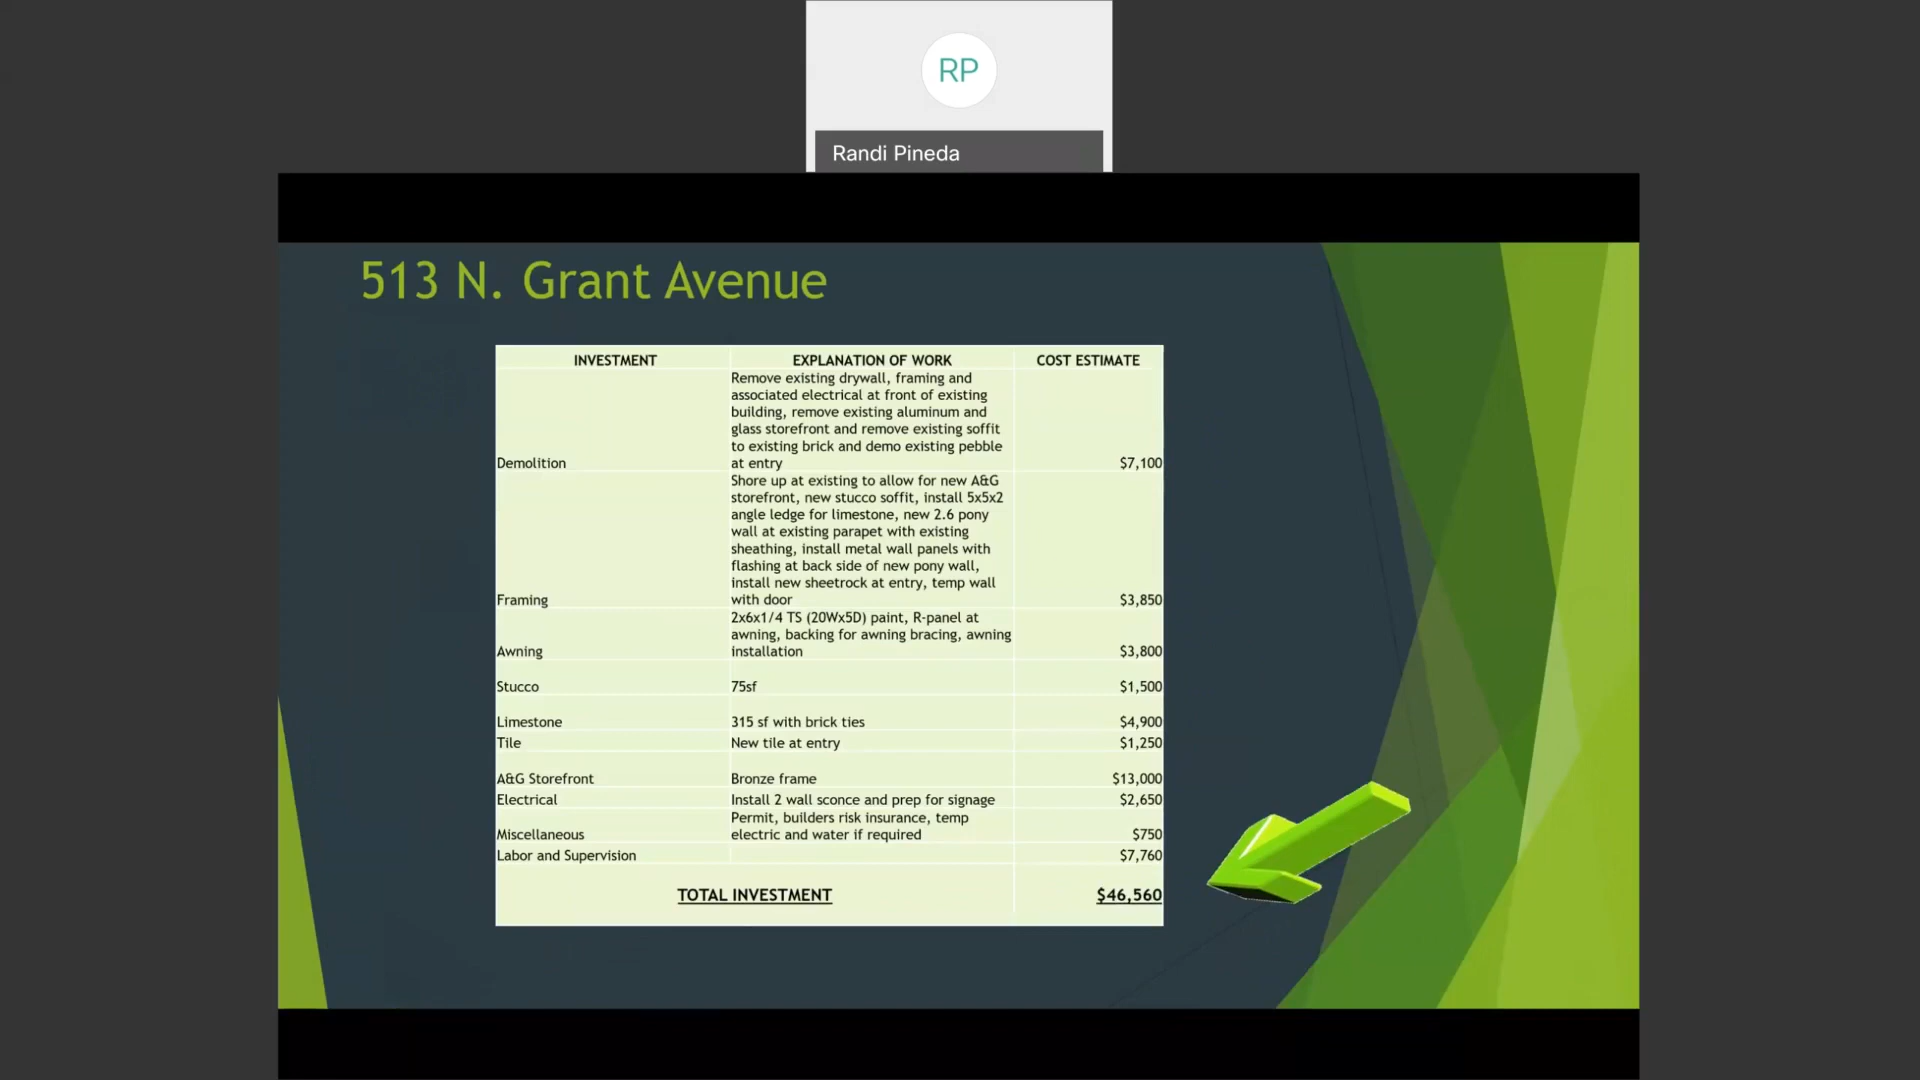 RP
Randi Pineda
513 N. Grant Avenue
INVESTMENT EXPLANATION OF WORK COST ESTIMATE
Remove existing drywall, framing and
associated electrical at front of existing
building, remove existing aluminum and
glass storefront and remove existing soffit
to existing brick and demo existing pebble
Demolition at entry $7,100
Shore up at existing to allow for new A&G
storefront, new stucco soffit, install 5x5x2
angle ledge for limestone, new 2.6 pony
wall at existing parapet with existing
sheathing, install metal wall panels with
flashing at back side of new pony wall,
install new sheetrock at entry, temp wall
Framing with door $3,850
2x6x1/4 TS (20Wx5D) paint, R-panel at
awning, backing for awning bracing, awning
Awning installation $3,800
Stucco 75sf $1,500
Limestone 315 sf with brick ties $4,900
Tile New tile at entry $1,250
A&G Storefront Bronze frame $13,000
Electrical Install 2 wall sconce and prep for signage $2,650
Permit, builders risk insurance, temp
Miscellaneous electric and water if required $750
Labor and Supervision $7,760
TOTAL INVESTMENT $46,560